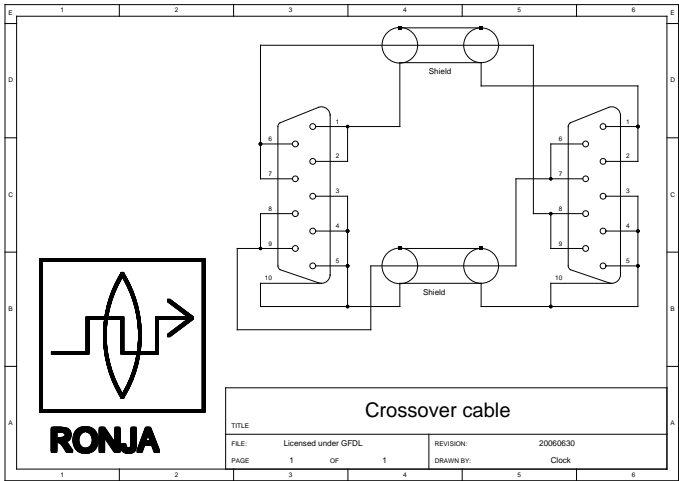 1 2 3 4 5 6
E E
D D
C C
B B
A A
Shield
1
6
2
7
3
8
4
9
5
10
1
6
2
7
3
8
4
9
5
10
Shield
RONJA
TITLE Crossover cable
FILE: Licensed under GFDL REVISION: 20060630
PAGE 1 OF 1 DRAWN BY: Clock
1 2 3 4 5 6